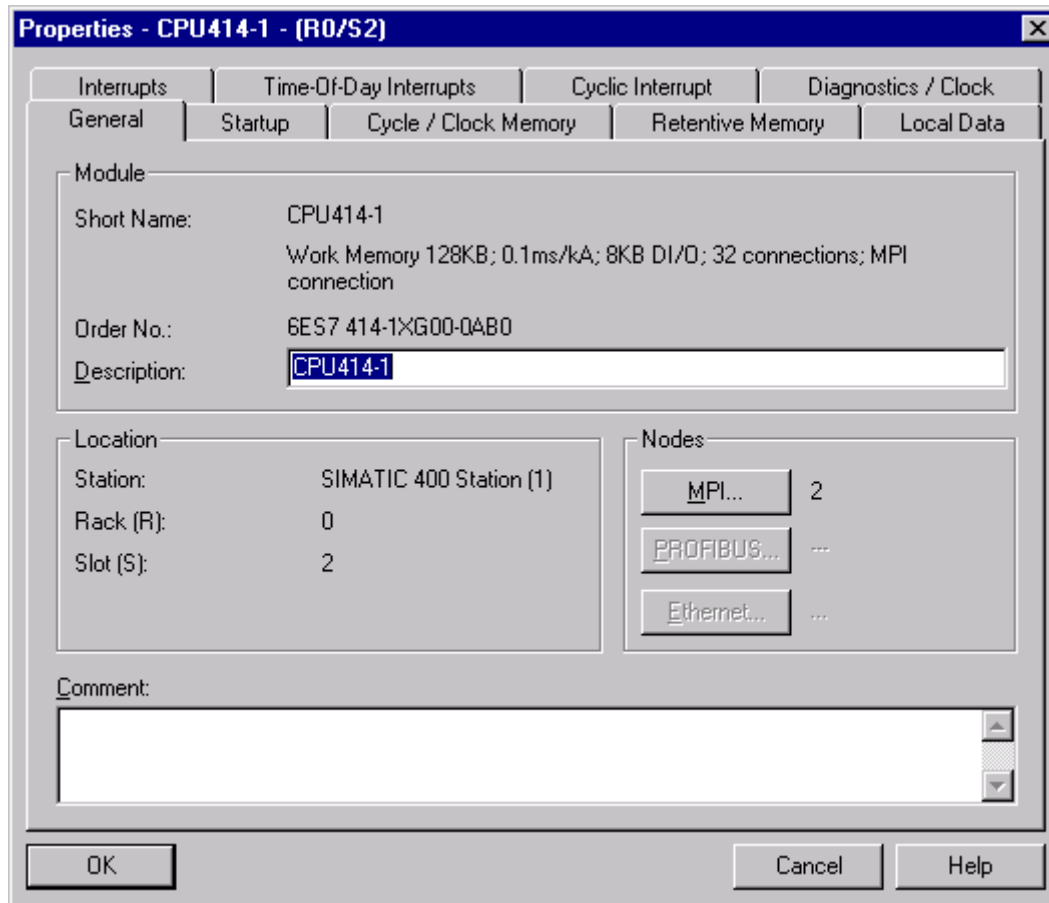 Properties - CPU414-1 - (R0/S2)
Interrupts Time-Of-Day Interrupts Cyclic Interrupt Diagnostics / Clock
General Startup Cycle / Clock Memory Retentive Memory Local Data
Module
Short Name: CPU414-1
Work Memory 128KB; 0.1ms/kA; 8KB DI/O; 32 connections; MPI
connection
Order No.: 6ES7 414-1XG00-0AB0
Description: CPU414-1
Location
Station: SIMATIC 400 Station (1)
Rack (R): 0
Slot (S): 2
Nodes
MPI... 2
PROFIBUS... ---
Ethernet... ...
Comment:
OK Cancel Help